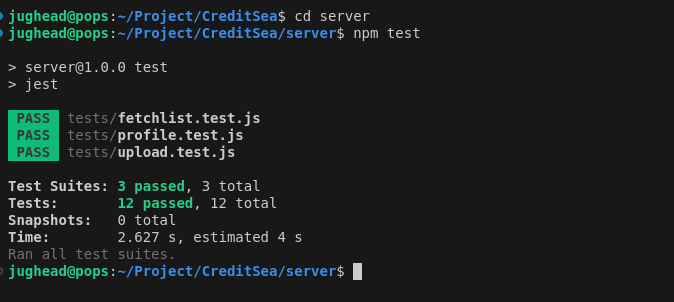 jughead@pops:~/Project/CreditSea$ cd server
jughead@pops:~/Project/CreditSea/server$ npm test
> server@1.0.0 test
> jest
PASS tests/fetchlist.test.js
PASS tests/profile.test.js
PASS tests/upload.test.js
Test Suites: 3 passed, 3 total
Tests: 12 passed, 12 total
Snapshots: 0 total
Time: 2.627 s, estimated 4 s
Ran all test suites.
jughead@pops:~/Project/CreditSea/server$